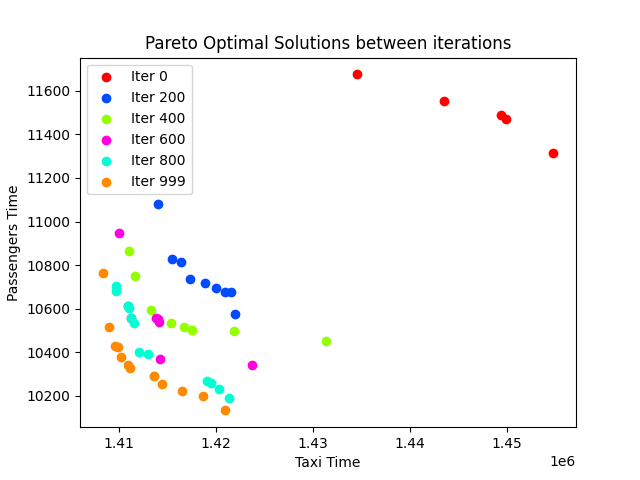 Pareto Optimal Solutions between iterations
Iter 0
Iter 200
Iter 400
Iter 600
Iter 800
Iter 999
Passengers Time
11600
11400
11200
11000
10800
10600
10400
10200
1.41 1.42 1.43 1.44 1.45
1e6
Taxi Time